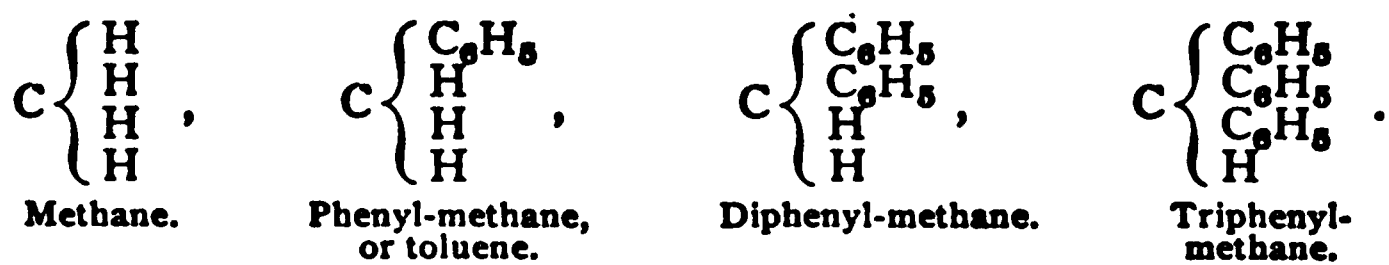 C { H H H H , C { C₆H₅ H H H , C { C₆H₅ C₆H₅ H H , C { C₆H₅ C₆H₅ C₆H₅ H .
Methane. Phenyl-methane, or toluene. Diphenyl-methane. Triphenyl-methane.